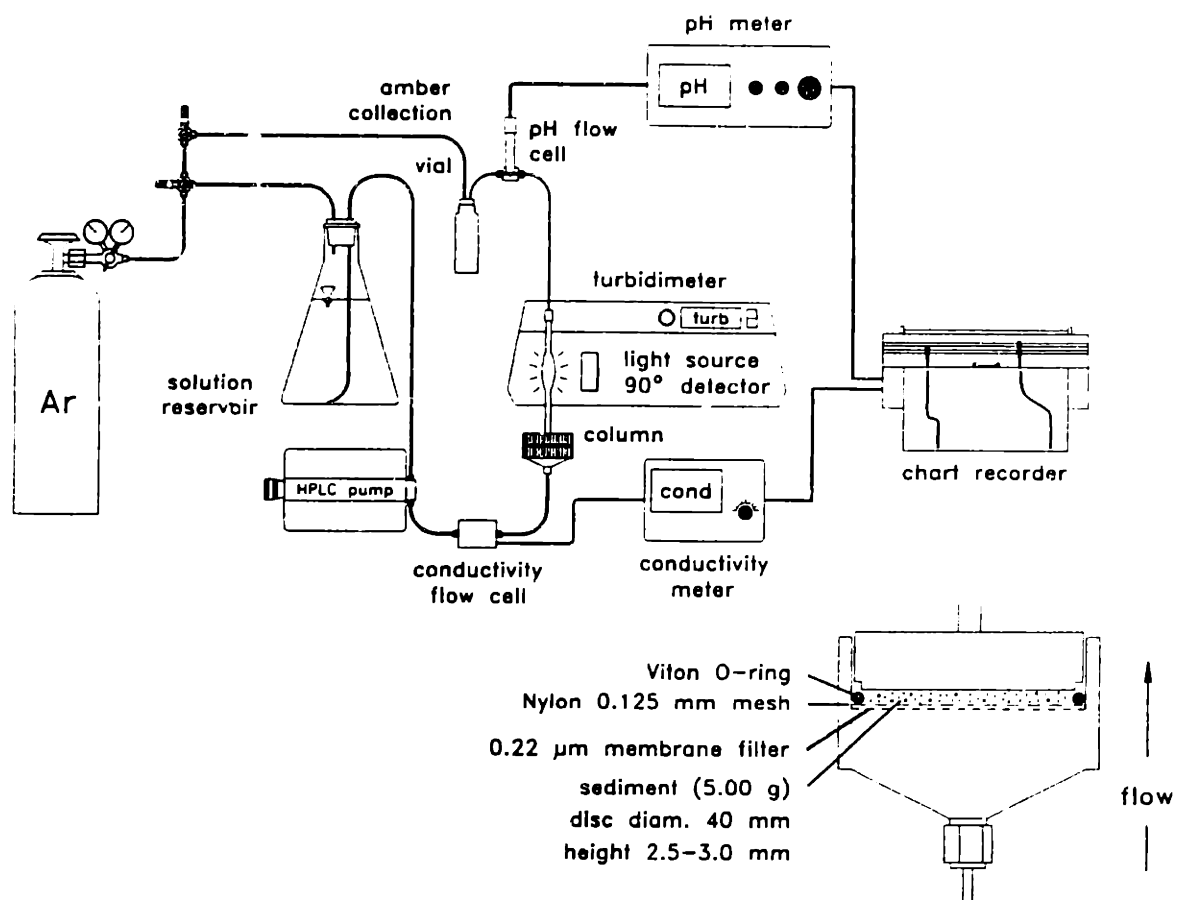 pH meter
pH
amber
collection
vial
pH flow
cell
turbidimeter
turb
light source
90° detector
Ar
solution
reservoir
column
HPLC pump
cond
chart recorder
conductivity
flow cell
conductivity
meter
Viton O-ring
Nylon 0.125 mm mesh
0.22 µm membrane filter
sediment (5.00 g)
disc diam. 40 mm
height 2.5-3.0 mm
flow